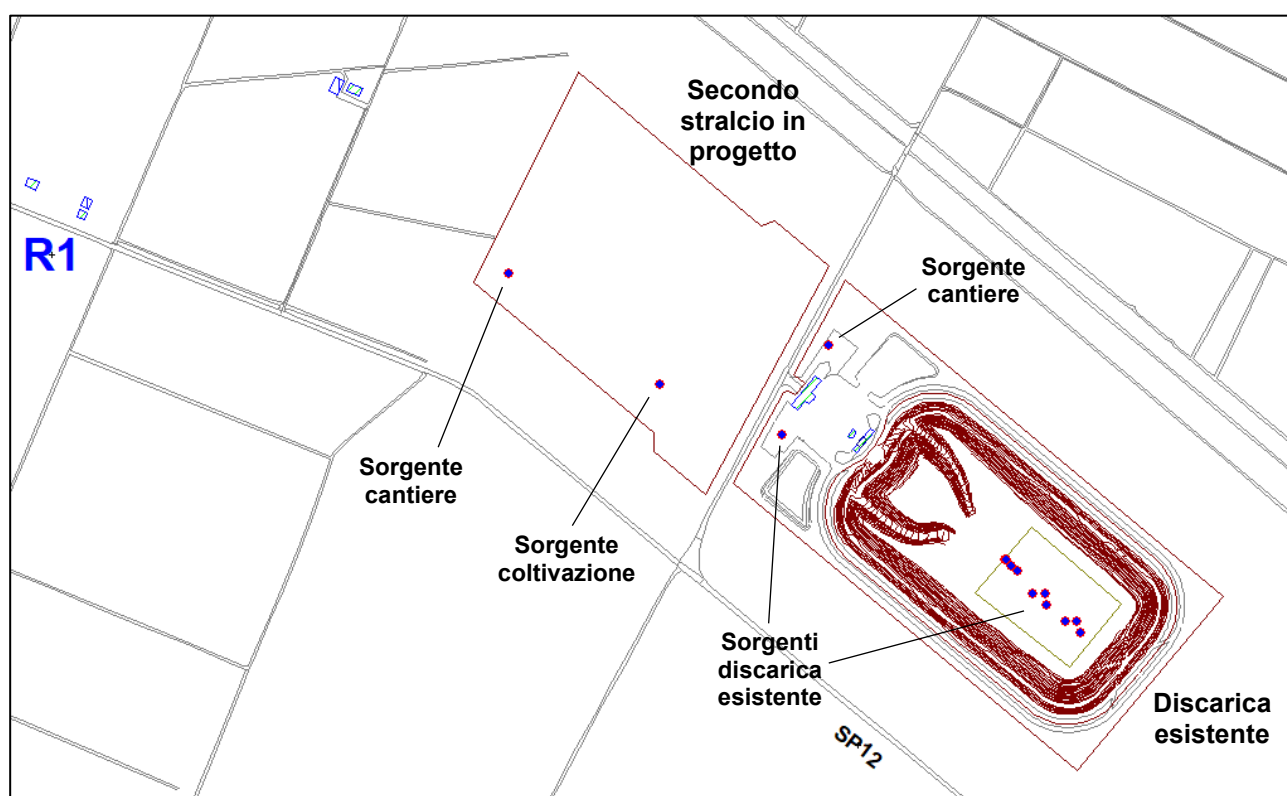 Secondo
stralcio in
progetto
R1
Sorgente
cantiere
Sorgente
cantiere
Sorgente
coltivazione
Sorgenti
discarica
esistente
Discarica
esistente
SP12